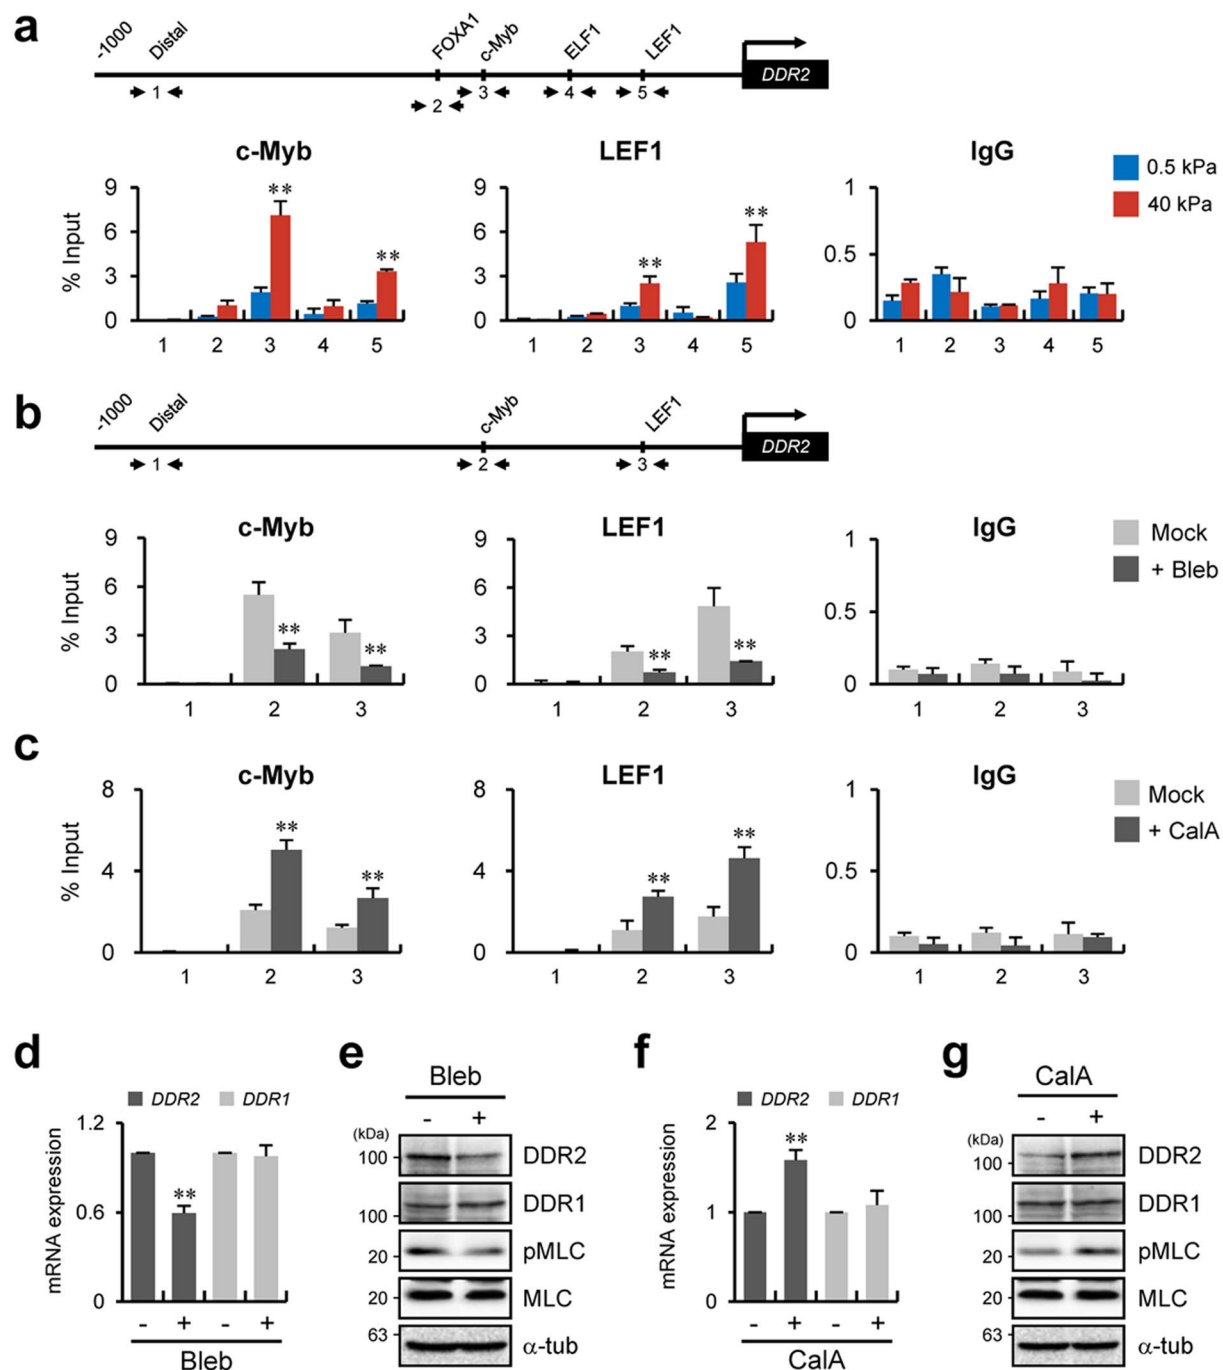 a
-1000 Distal FOXA1 c-Myb ELF1 LEF1
DDR2
1 2 3 4 5
c-Myb LEF1 IgG
0.5 kPa
40 kPa
% Input
9 6 3 0
** **
1 2 3 4 5
9 6 3 0
** **
1 2 3 4 5
1 0.5 0
1 2 3 4 5
b
-1000 Distal c-Myb LEF1
DDR2
1 2 3
c-Myb LEF1 IgG
Mock
+ Bleb
% Input
9 6 3 0
** **
1 2 3
9 6 3 0
** **
1 2 3
1 0.5 0
1 2 3
c
c-Myb LEF1 IgG
Mock
+ CalA
% Input
8 4 0
** **
1 2 3
8 4 0
** **
1 2 3
1 0.5 0
1 2 3
d
DDR2 DDR1
mRNA expression
1.2 0.6 0
**
- + - +
Bleb
e
Bleb
- +
(kDa)
100 DDR2
100 DDR1
20 pMLC
20 MLC
63 α-tub
f
DDR2 DDR1
mRNA expression
2 1 0
**
- + - +
CalA
g
CalA
- +
(kDa)
100 DDR2
100 DDR1
20 pMLC
20 MLC
63 α-tub